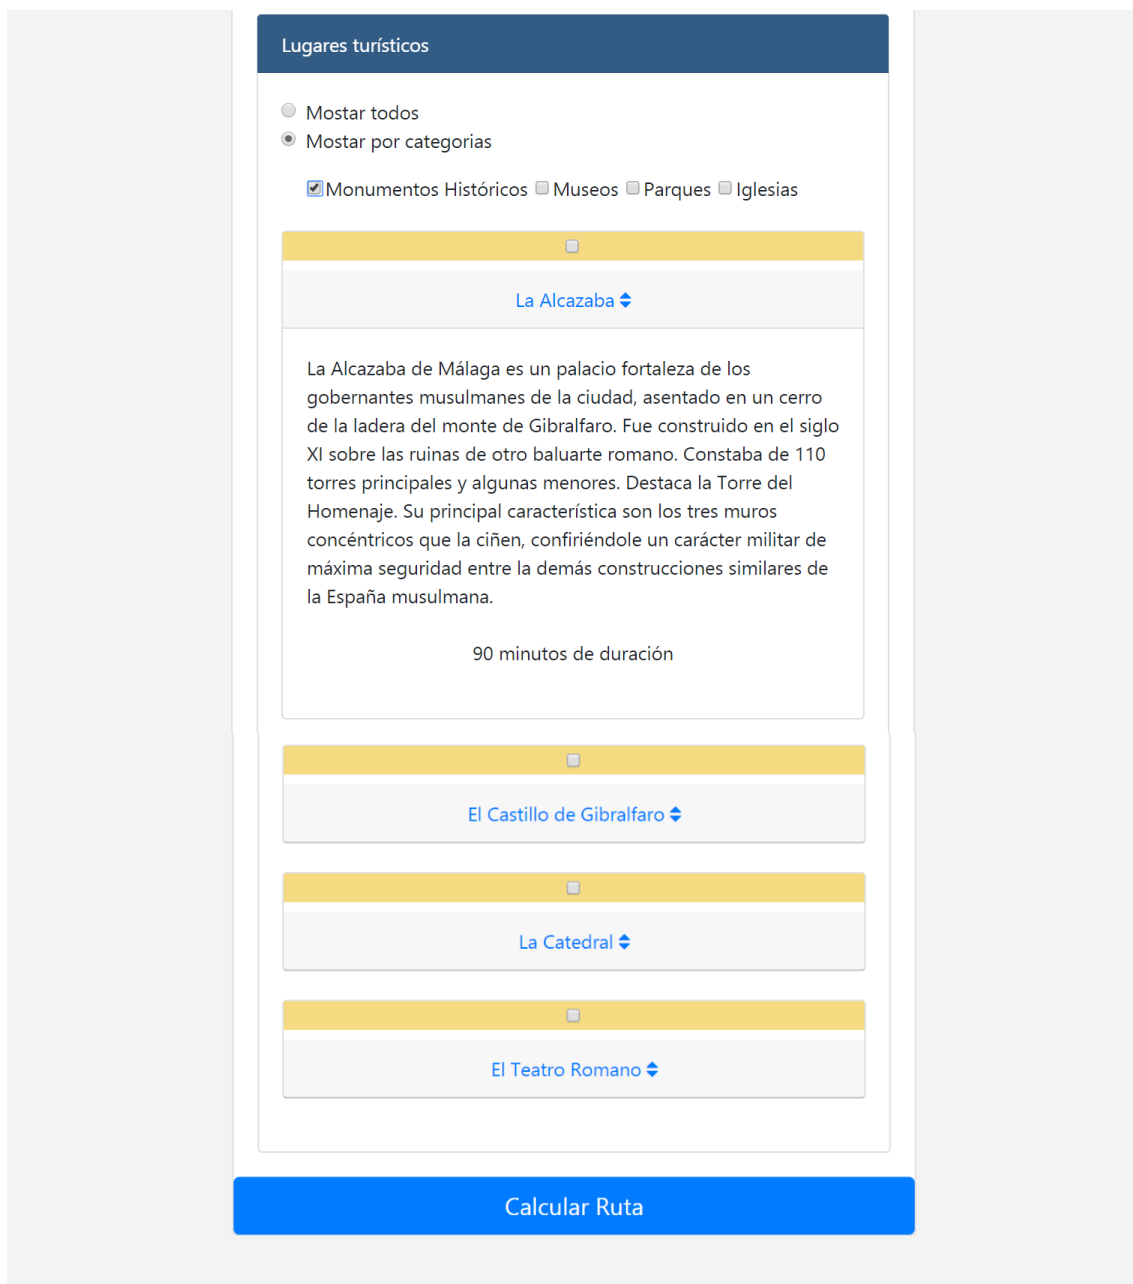 Lugares turísticos
Mostar todos
Mostar por categorias
Monumentos Históricos Museos Parques Iglesias
La Alcazaba
La Alcazaba de Málaga es un palacio fortaleza de los
gobernantes musulmanes de la ciudad, asentado en un cerro
de la ladera del monte de Gibralfaro. Fue construido en el siglo
XI sobre las ruinas de otro baluarte romano. Constaba de 110
torres principales y algunas menores. Destaca la Torre del
Homenaje. Su principal característica son los tres muros
concéntricos que la ciñen, confiriéndole un carácter militar de
máxima seguridad entre la demás construcciones similares de
la España musulmana.
90 minutos de duración
El Castillo de Gibralfaro
La Catedral
El Teatro Romano
Calcular Ruta